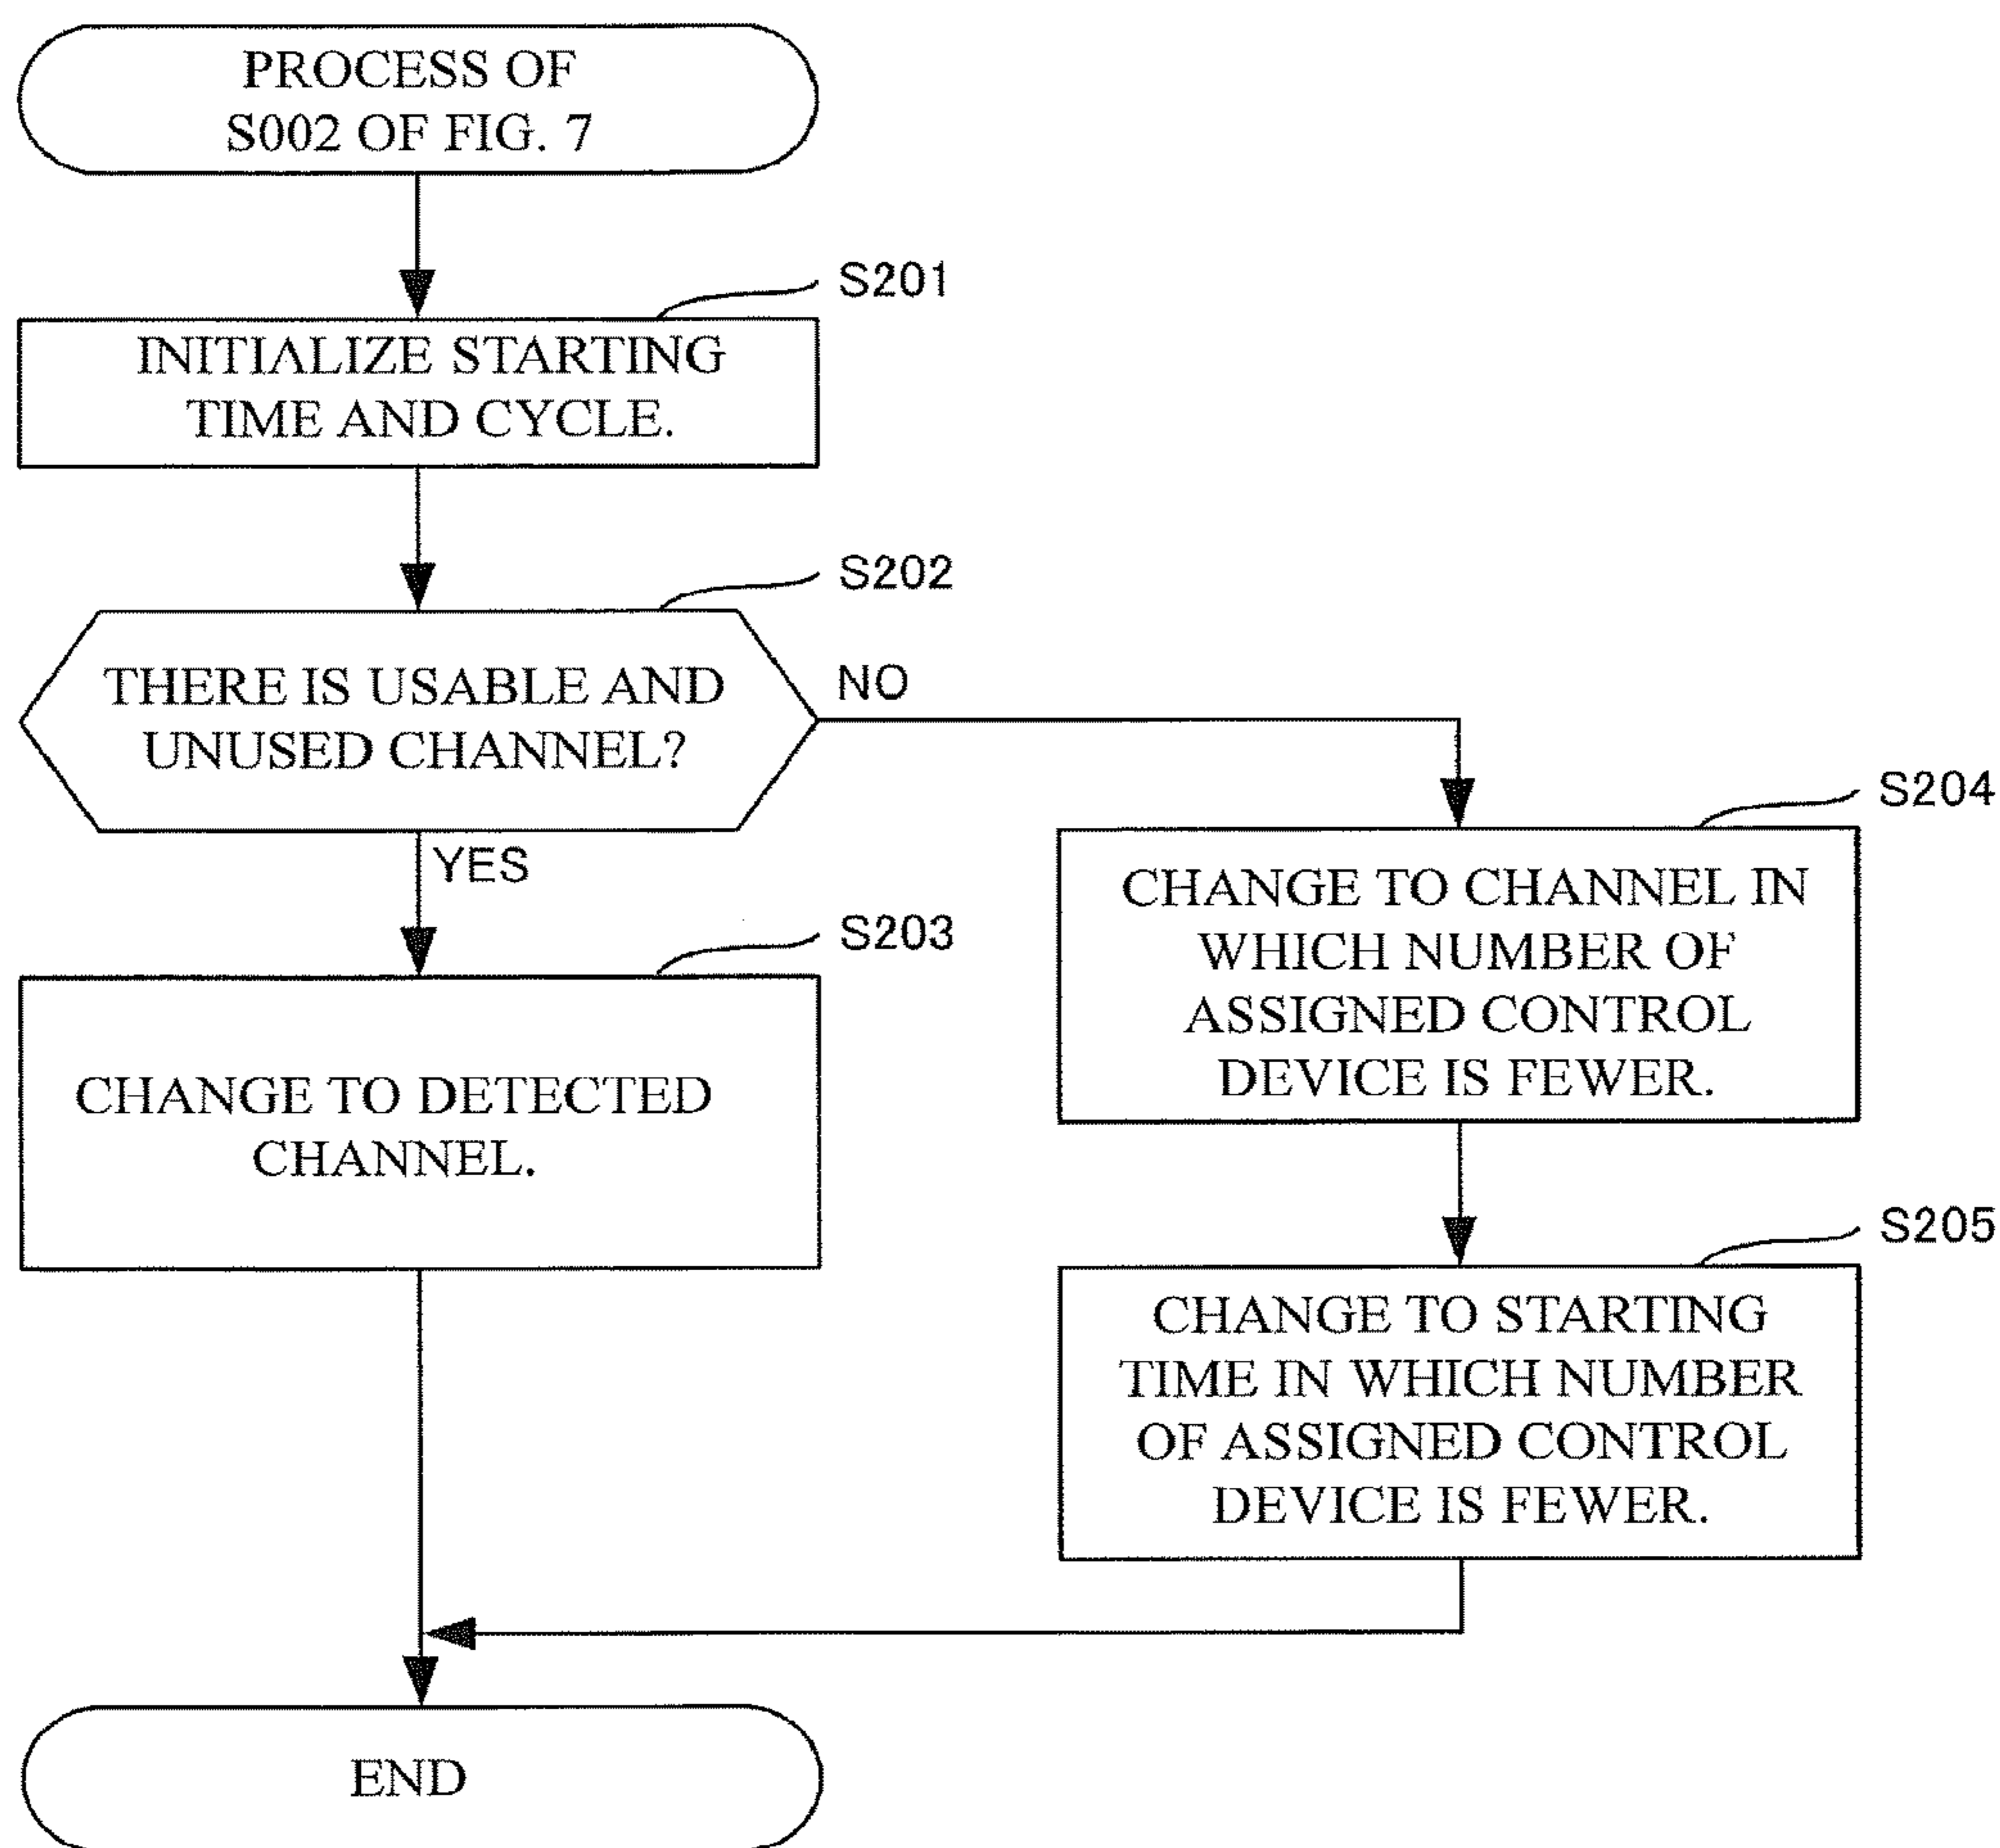 PROCESS OF
S002 OF FIG. 7
S201
INITIALIZE STARTING
TIME AND CYCLE.
S202
THERE IS USABLE AND
UNUSED CHANNEL?
NO
YES
S203
CHANGE TO DETECTED
CHANNEL.
S204
CHANGE TO CHANNEL IN
WHICH NUMBER OF
ASSIGNED CONTROL
DEVICE IS FEWER.
S205
CHANGE TO STARTING
TIME IN WHICH NUMBER
OF ASSIGNED CONTROL
DEVICE IS FEWER.
END